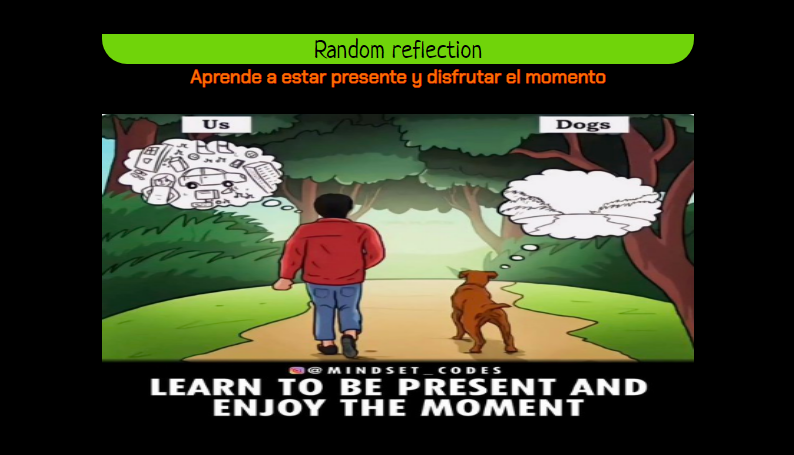 Random reflection
Aprende a estar presente y disfrutar el momento
Us
Dogs
@MINDSET_CODES
LEARN TO BE PRESENT AND
ENJOY THE MOMENT